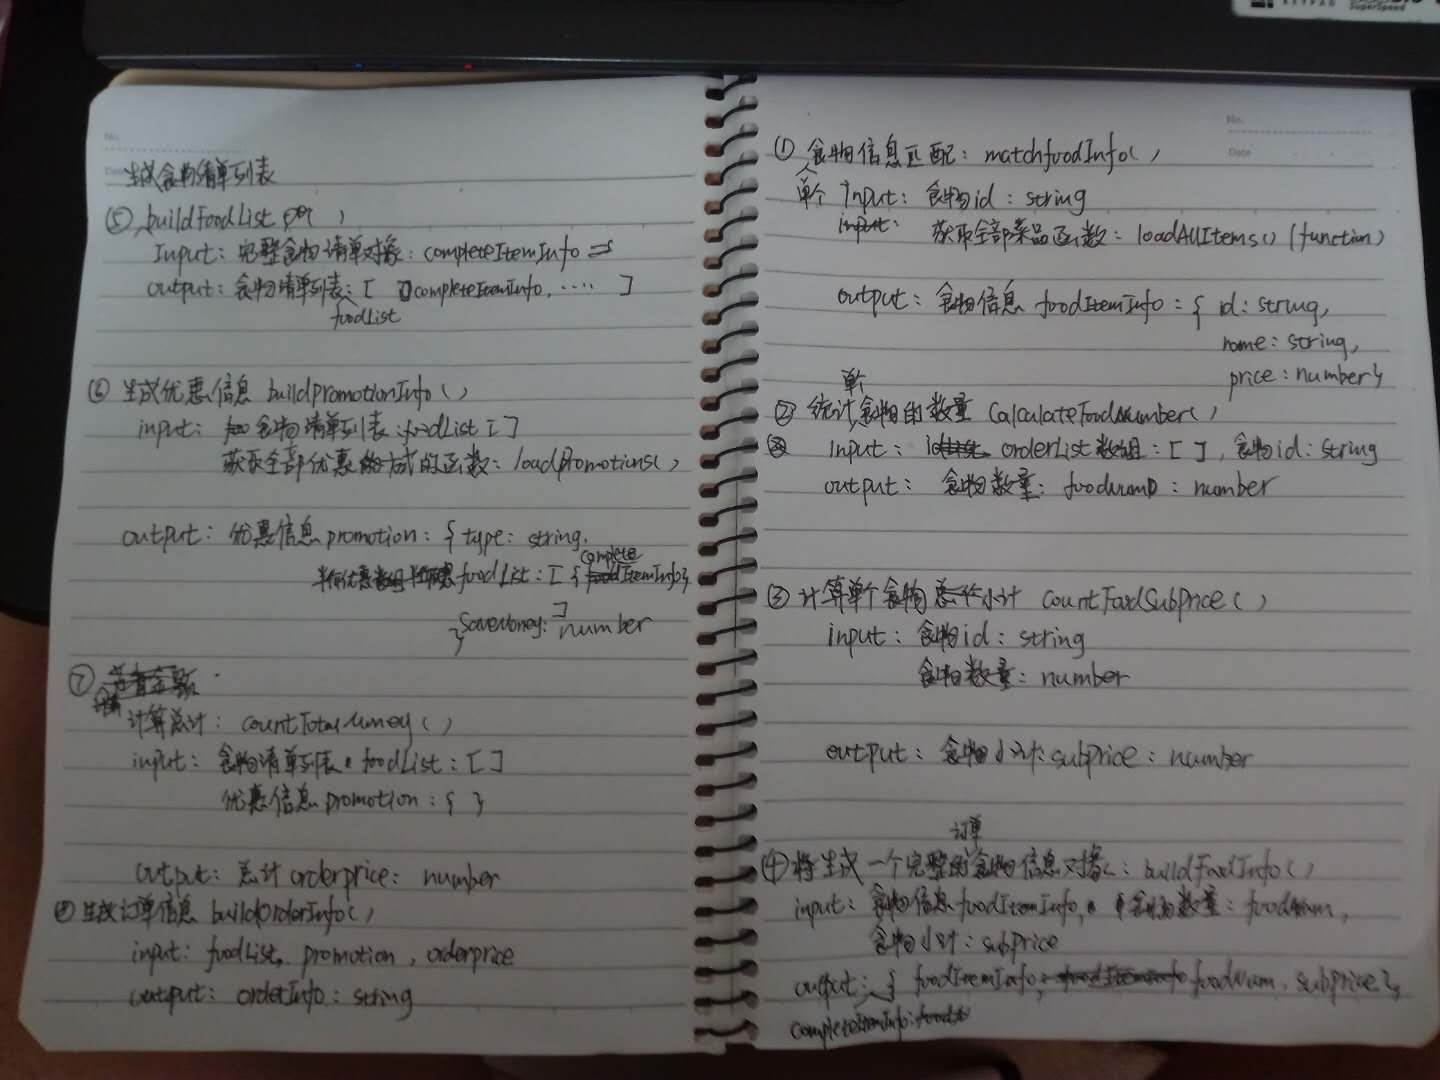 SuperSpeed
No.
生成食物清单列表
⑤ buildFoodList ( )
Input: 完整食物清单对象: completeItemInfo
output: 食物清单列表: [ {}completeItemInfo, ····· ]
foodList
⑥ 生成优惠信息 buildpromotionInfo( )
input: 食物清单列表: foodList [ ]
获取全部优惠方式的函数: loadPromotions( )
output: 优惠信息 promotion: { type: string,
complete
foodList: [ { ItemInfo}
]
saveMoney: number
}
⑦
计算总计: countTotalMoney( )
input: 食物清单列表: foodList: [ ]
优惠信息 promotion: { }
output: 总计 orderprice: number
⑧ 生成订单信息 buildOrderInfo( )
input: foodList, promotion, orderprice
output: orderInfo: string
No.
Date
① 食物信息匹配: matchfoodInfo( )
单个 input: 食物id: string
input: 获取全部菜品函数: loadAllItems() (function)
output: 食物信息 foodItemInfo: { id: string,
name: string,
price: number}
单
② 统计食物的数量 CalculateFoodNumber( )
input: orderList 数组: [ ], 食物id: string
output: 食物数量: foodnum: number
③ 计算单个食物小计 countFoodSubPrice( )
input: 食物id: string
食物数量: number
output: 食物小计: subprice: number
订单
④ 将生成一个完整的食物信息对象: buildFoodInfo( )
input: 食物信息 foodItemInfo, 食物数量: foodNum,
食物小计: subprice
output: { foodItemInfo, foodNum, subprice},
completeItemInfo: